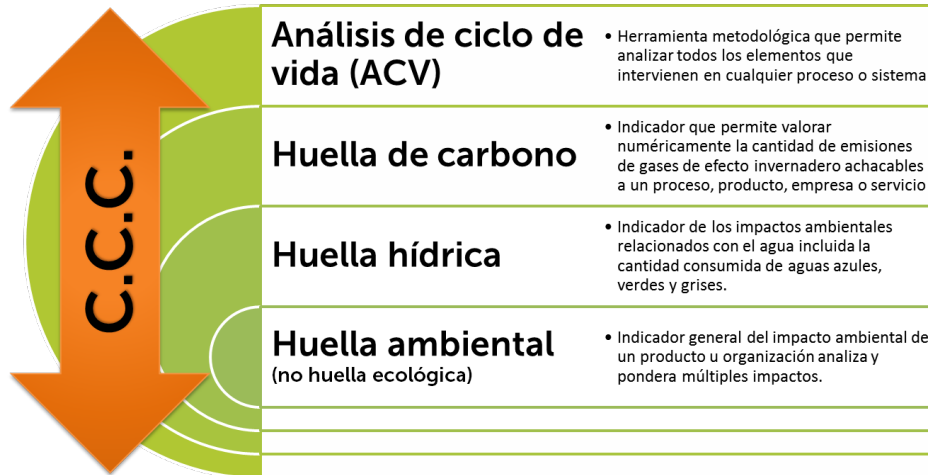 C.C.C.
Análisis de ciclo de
vida (ACV)
• Herramienta metodológica que permite
analizar todos los elementos que
intervienen en cualquier proceso o sistema
Huella de carbono
• Indicador que permite valorar
numéricamente la cantidad de emisiones
de gases de efecto invernadero achacables
a un proceso, producto, empresa o servicio
Huella hídrica
• Indicador de los impactos ambientales
relacionados con el agua incluida la
cantidad consumida de aguas azules,
verdes y grises.
Huella ambiental
(no huella ecológica)
• Indicador general del impacto ambiental de
un producto u organización analiza y
pondera múltiples impactos.